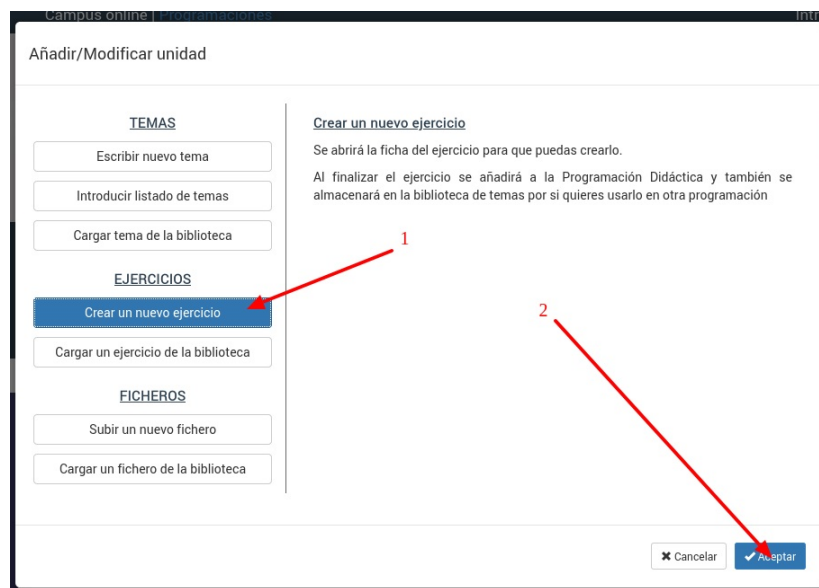 Campus online | Programaciones
Añadir/Modificar unidad
TEMAS
Escribir nuevo tema
Introducir listado de temas
Cargar tema de la biblioteca
EJERCICIOS
Crear un nuevo ejercicio
Cargar un ejercicio de la biblioteca
FICHEROS
Subir un nuevo fichero
Cargar un fichero de la biblioteca
Crear un nuevo ejercicio
Se abrirá la ficha del ejercicio para que puedas crearlo.
Al finalizar el ejercicio se añadirá a la Programación Didáctica y también se
almacenará en la biblioteca de temas por si quieres usarlo en otra programación
1
2
Cancelar
Aceptar